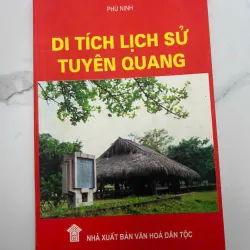 PHÙ NINH
DI TÍCH LỊCH SỬ
TUYÊN QUANG
NHÀ XUẤT BẢN VĂN HOÁ DÂN TỘC